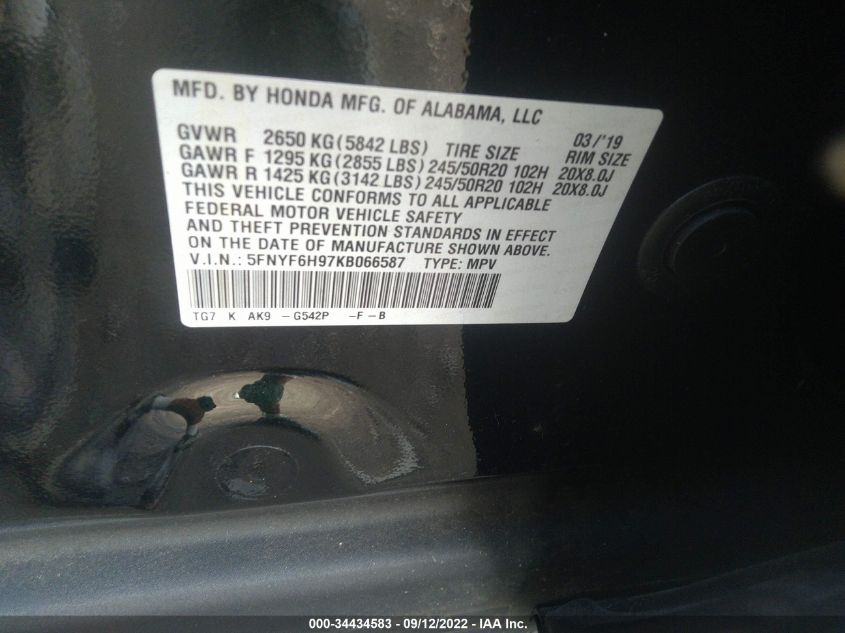 MFD. BY HONDA MFG. OF ALABAMA, LLC
GVWR 2650 KG(5842 LBS) TIRE SIZE 03/'19 RIM SIZE
GAWR F 1295 KG(2855 LBS) 245/50R20 102H 20X8.0J
GAWR R 1425 KG(3142 LBS) 245/50R20 102H 20X8.0J
THIS VEHICLE CONFORMS TO ALL APPLICABLE
FEDERAL MOTOR VEHICLE SAFETY
AND THEFT PREVENTION STANDARDS IN EFFECT
ON THE DATE OF MANUFACTURE SHOWN ABOVE.
V.I.N.: 5FNYF6H97KB066587 TYPE: MPV
TG7 K AK9 -G542P -F-B
000-34434583 - 09/12/2022 - IAA Inc.